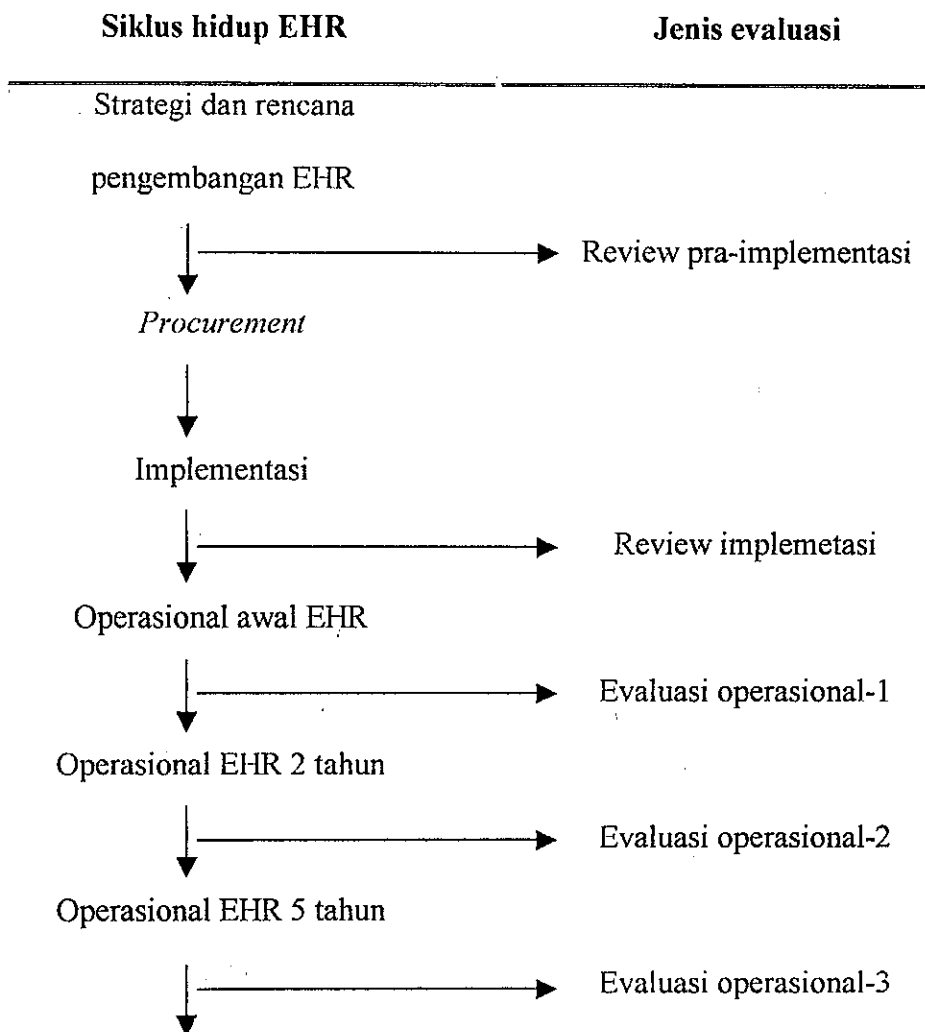 Siklus hidup EHR Jenis evaluasi
Strategi dan rencana
pengembangan EHR
Review pra-implementasi
Procurement
Implementasi
Review implemetasi
Operasional awal EHR
Evaluasi operasional-1
Operasional EHR 2 tahun
Evaluasi operasional-2
Operasional EHR 5 tahun
Evaluasi operasional-3